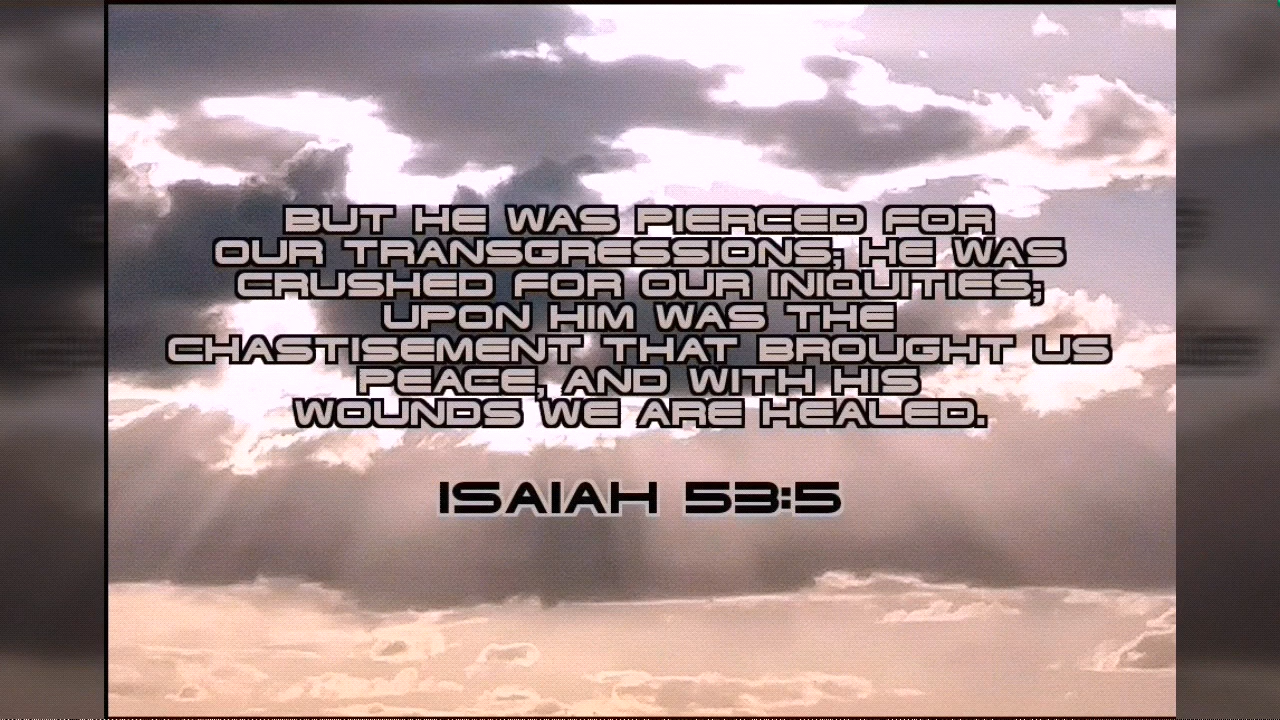 BUT HE WAS PIERCED FOR
OUR TRANSGRESSIONS; HE WAS
CRUSHED FOR OUR INIQUITIES;
UPON HIM WAS THE
CHASTISEMENT THAT BROUGHT US
PEACE, AND WITH HIS
WOUNDS WE ARE HEALED.
ISAIAH 53:5